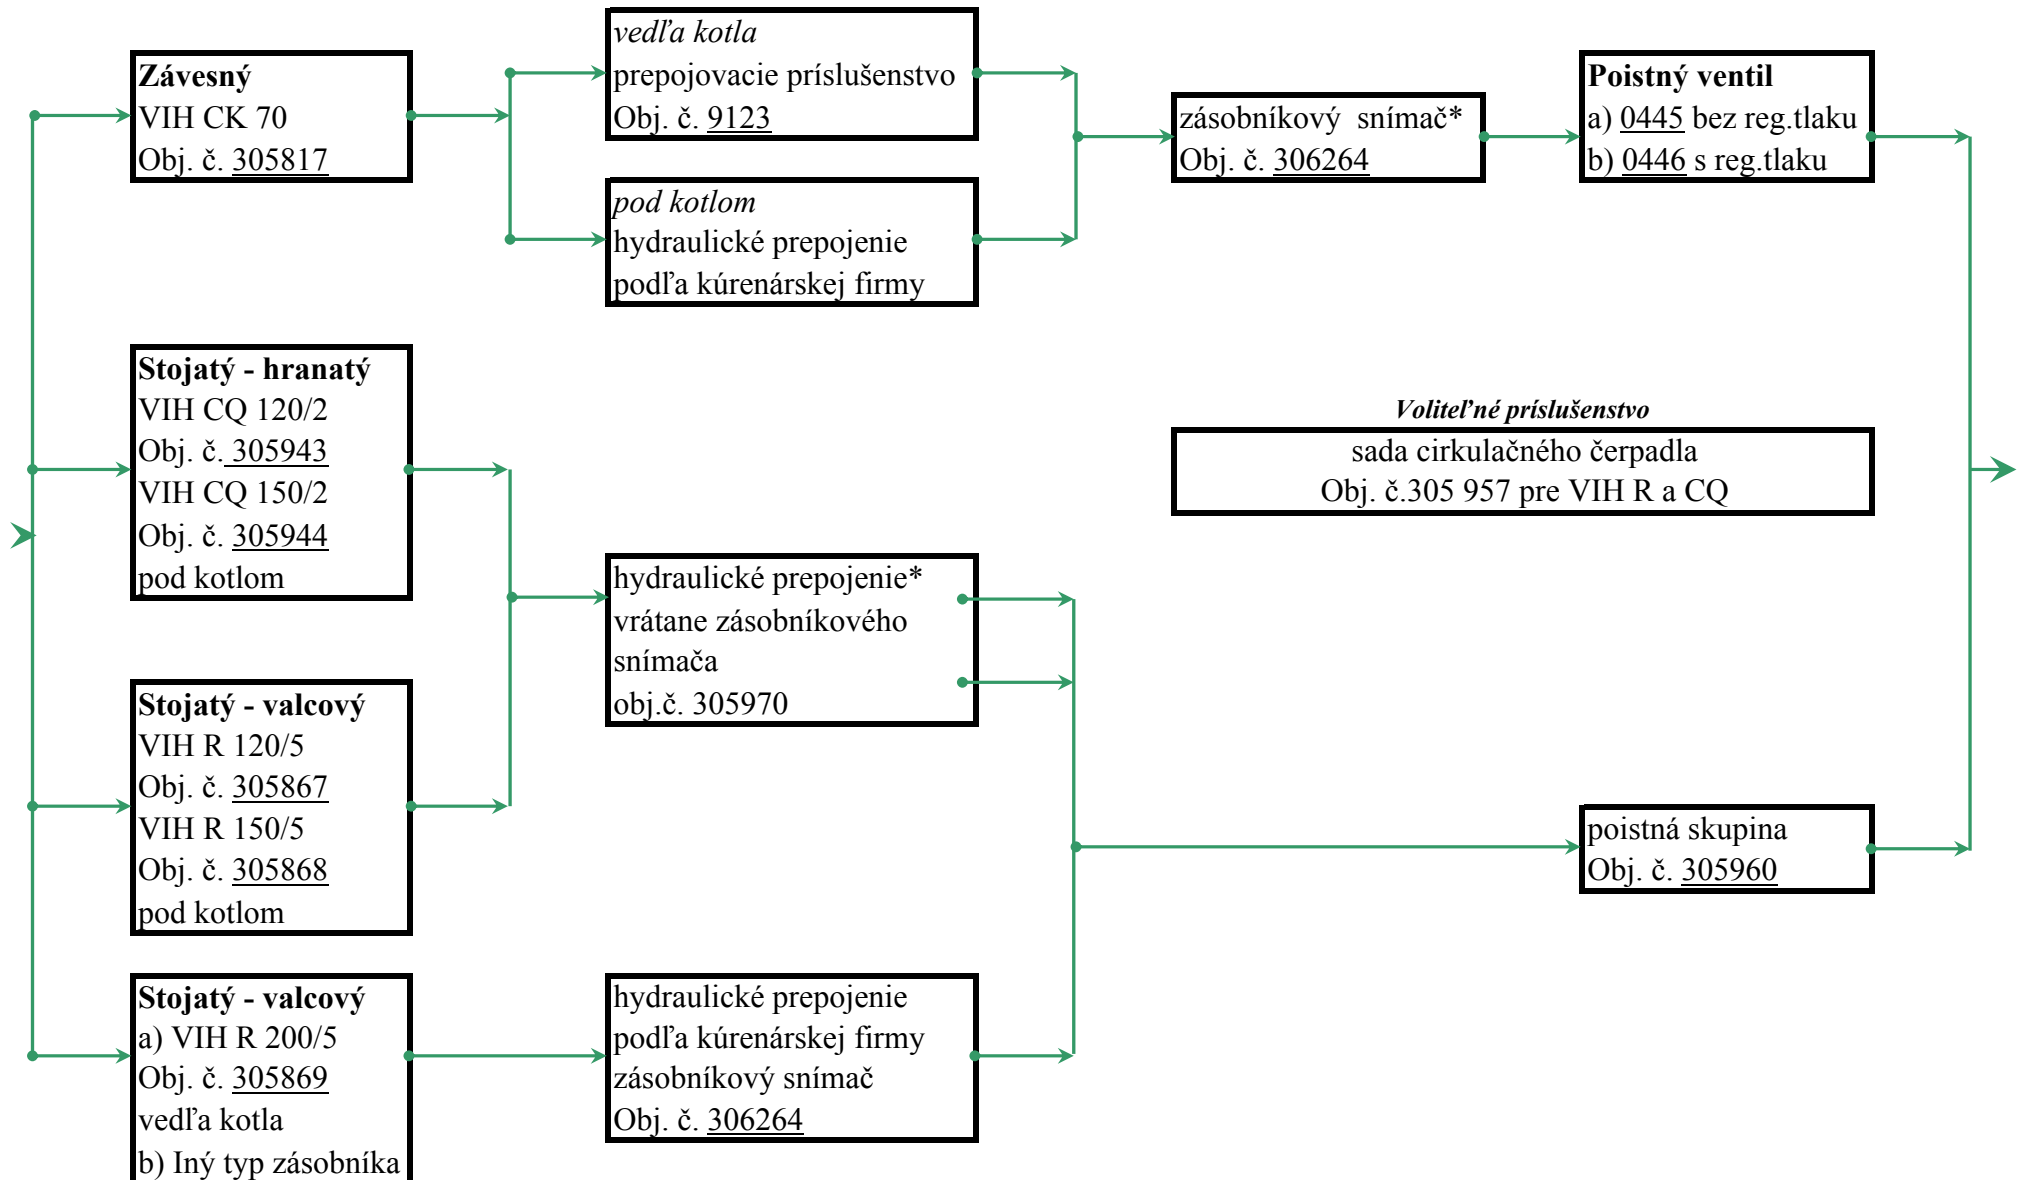 Závesný
VIH CK 70
Obj. č. 305817
vedľa kotla
prepojovacie príslušenstvo
Obj. č. 9123
pod kotlom
hydraulické prepojenie
podľa kúrenárskej firmy
zásobníkový  snímač*
Obj. č. 306264
Poistný ventil
a) 0445 bez reg.tlaku
b) 0446 s reg.tlaku
Stojatý - hranatý
VIH CQ 120/2
Obj. č. 305943
VIH CQ 150/2
Obj. č. 305944
pod kotlom
Voliteľné príslušenstvo
sada cirkulačného čerpadla
Obj. č.305 957 pre VIH R a CQ
hydraulické prepojenie*
vrátane zásobníkového
snímača
obj.č. 305970
Stojatý - valcový
VIH R 120/5
Obj. č. 305867
VIH R 150/5
Obj. č. 305868
pod kotlom
poistná skupina
Obj. č. 305960
Stojatý - valcový
a) VIH R 200/5
Obj. č. 305869
vedľa kotla
b) Iný typ zásobníka
hydraulické prepojenie
podľa kúrenárskej firmy
zásobníkový snímač
Obj. č. 306264